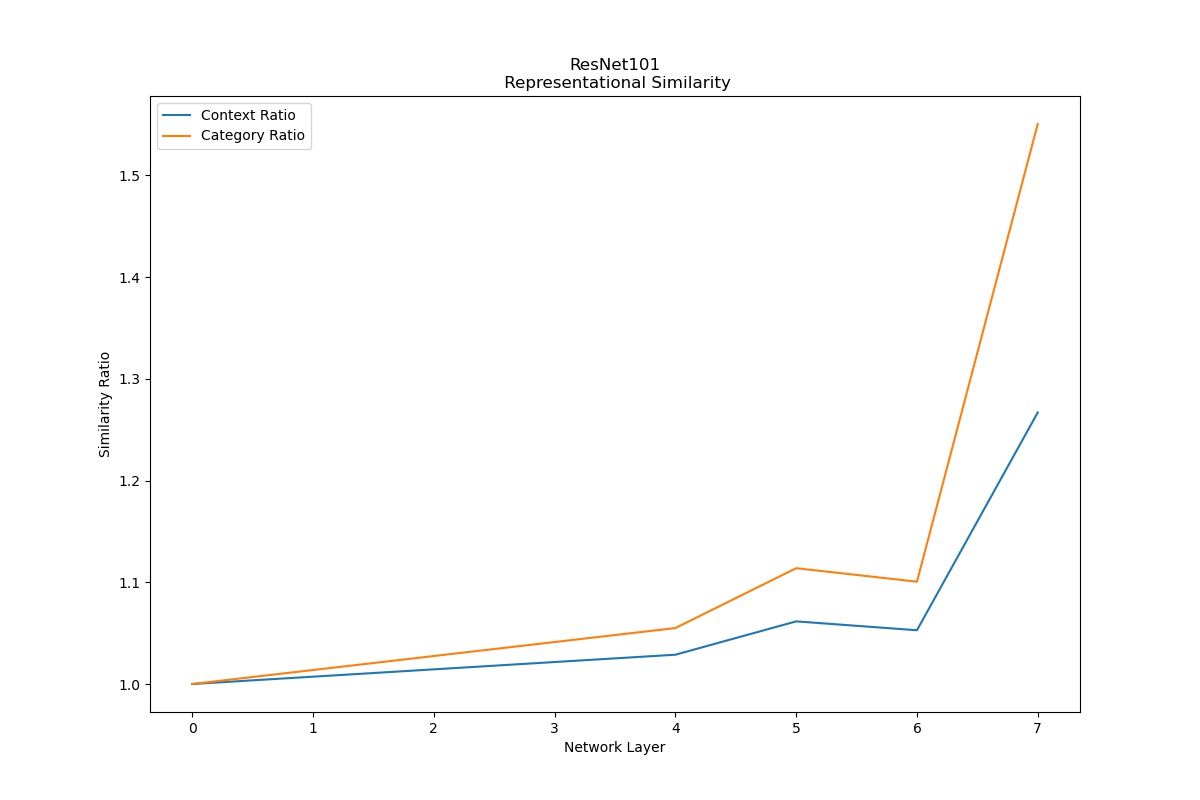 ResNet101
Representational Similarity
Context Ratio
Category Ratio
1.5
1.4
1.3
1.2
1.1
1.0
Similarity Ratio
0 1 2 3 4 5 6 7
Network Layer